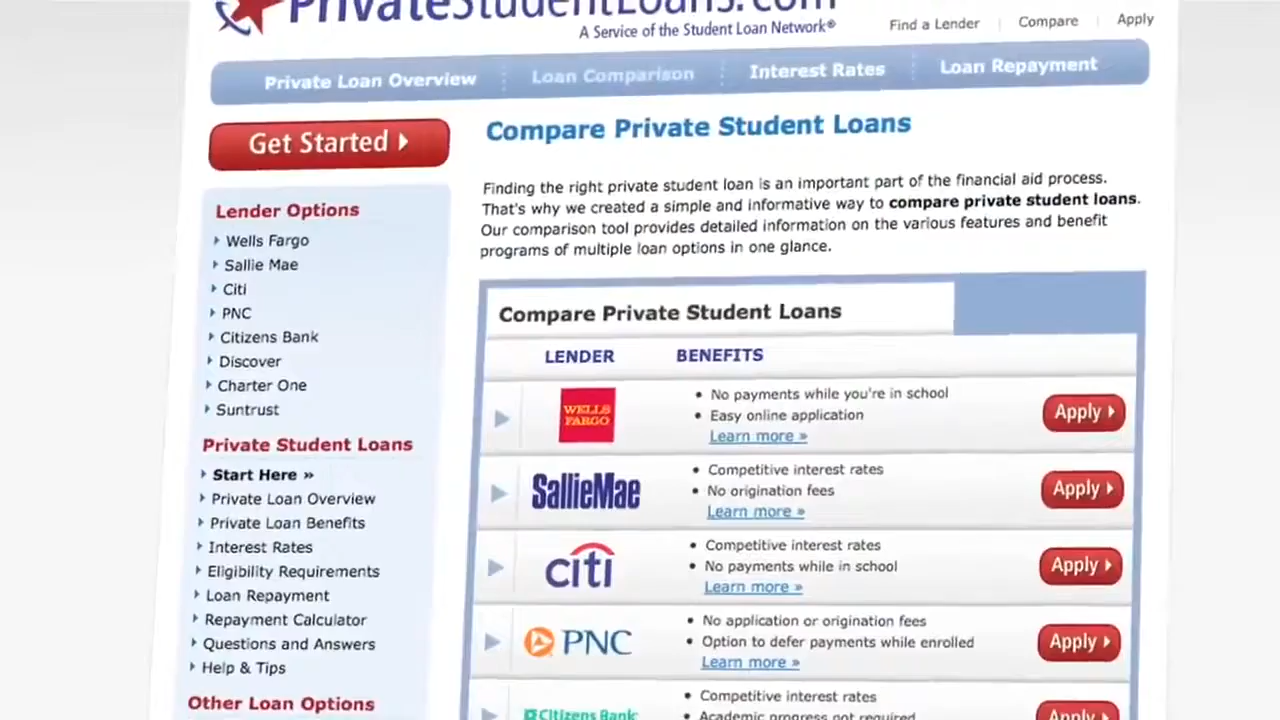 PrivateStudentLoans.com
A Service of the Student Loan Network®
Find a Lender
Compare
Apply
Private Loan Overview
Loan Comparison
Interest Rates
Loan Repayment
Get Started
Lender Options
Wells Fargo
Sallie Mae
Citi
PNC
Citizens Bank
Discover
Charter One
Suntrust
Private Student Loans
Start Here »
Private Loan Overview
Private Loan Benefits
Interest Rates
Eligibility Requirements
Loan Repayment
Repayment Calculator
Questions and Answers
Help & Tips
Other Loan Options
Compare Private Student Loans
Finding the right private student loan is an important part of the financial aid process.
That's why we created a simple and informative way to compare private student loans.
Our comparison tool provides detailed information on the various features and benefit
programs of multiple loan options in one glance.
Compare Private Student Loans
LENDER BENEFITS
WELLS
FARGO
• No payments while you're in school
• Easy online application
Learn more »
Apply
SallieMae
• Competitive interest rates
• No origination fees
Learn more »
Apply
citi
• Competitive interest rates
• No payments while in school
Learn more »
Apply
PNC
• No application or origination fees
• Option to defer payments while enrolled
Learn more »
Apply
Citizens Bank
• Competitive interest rates
• Academic progress not required
Apply